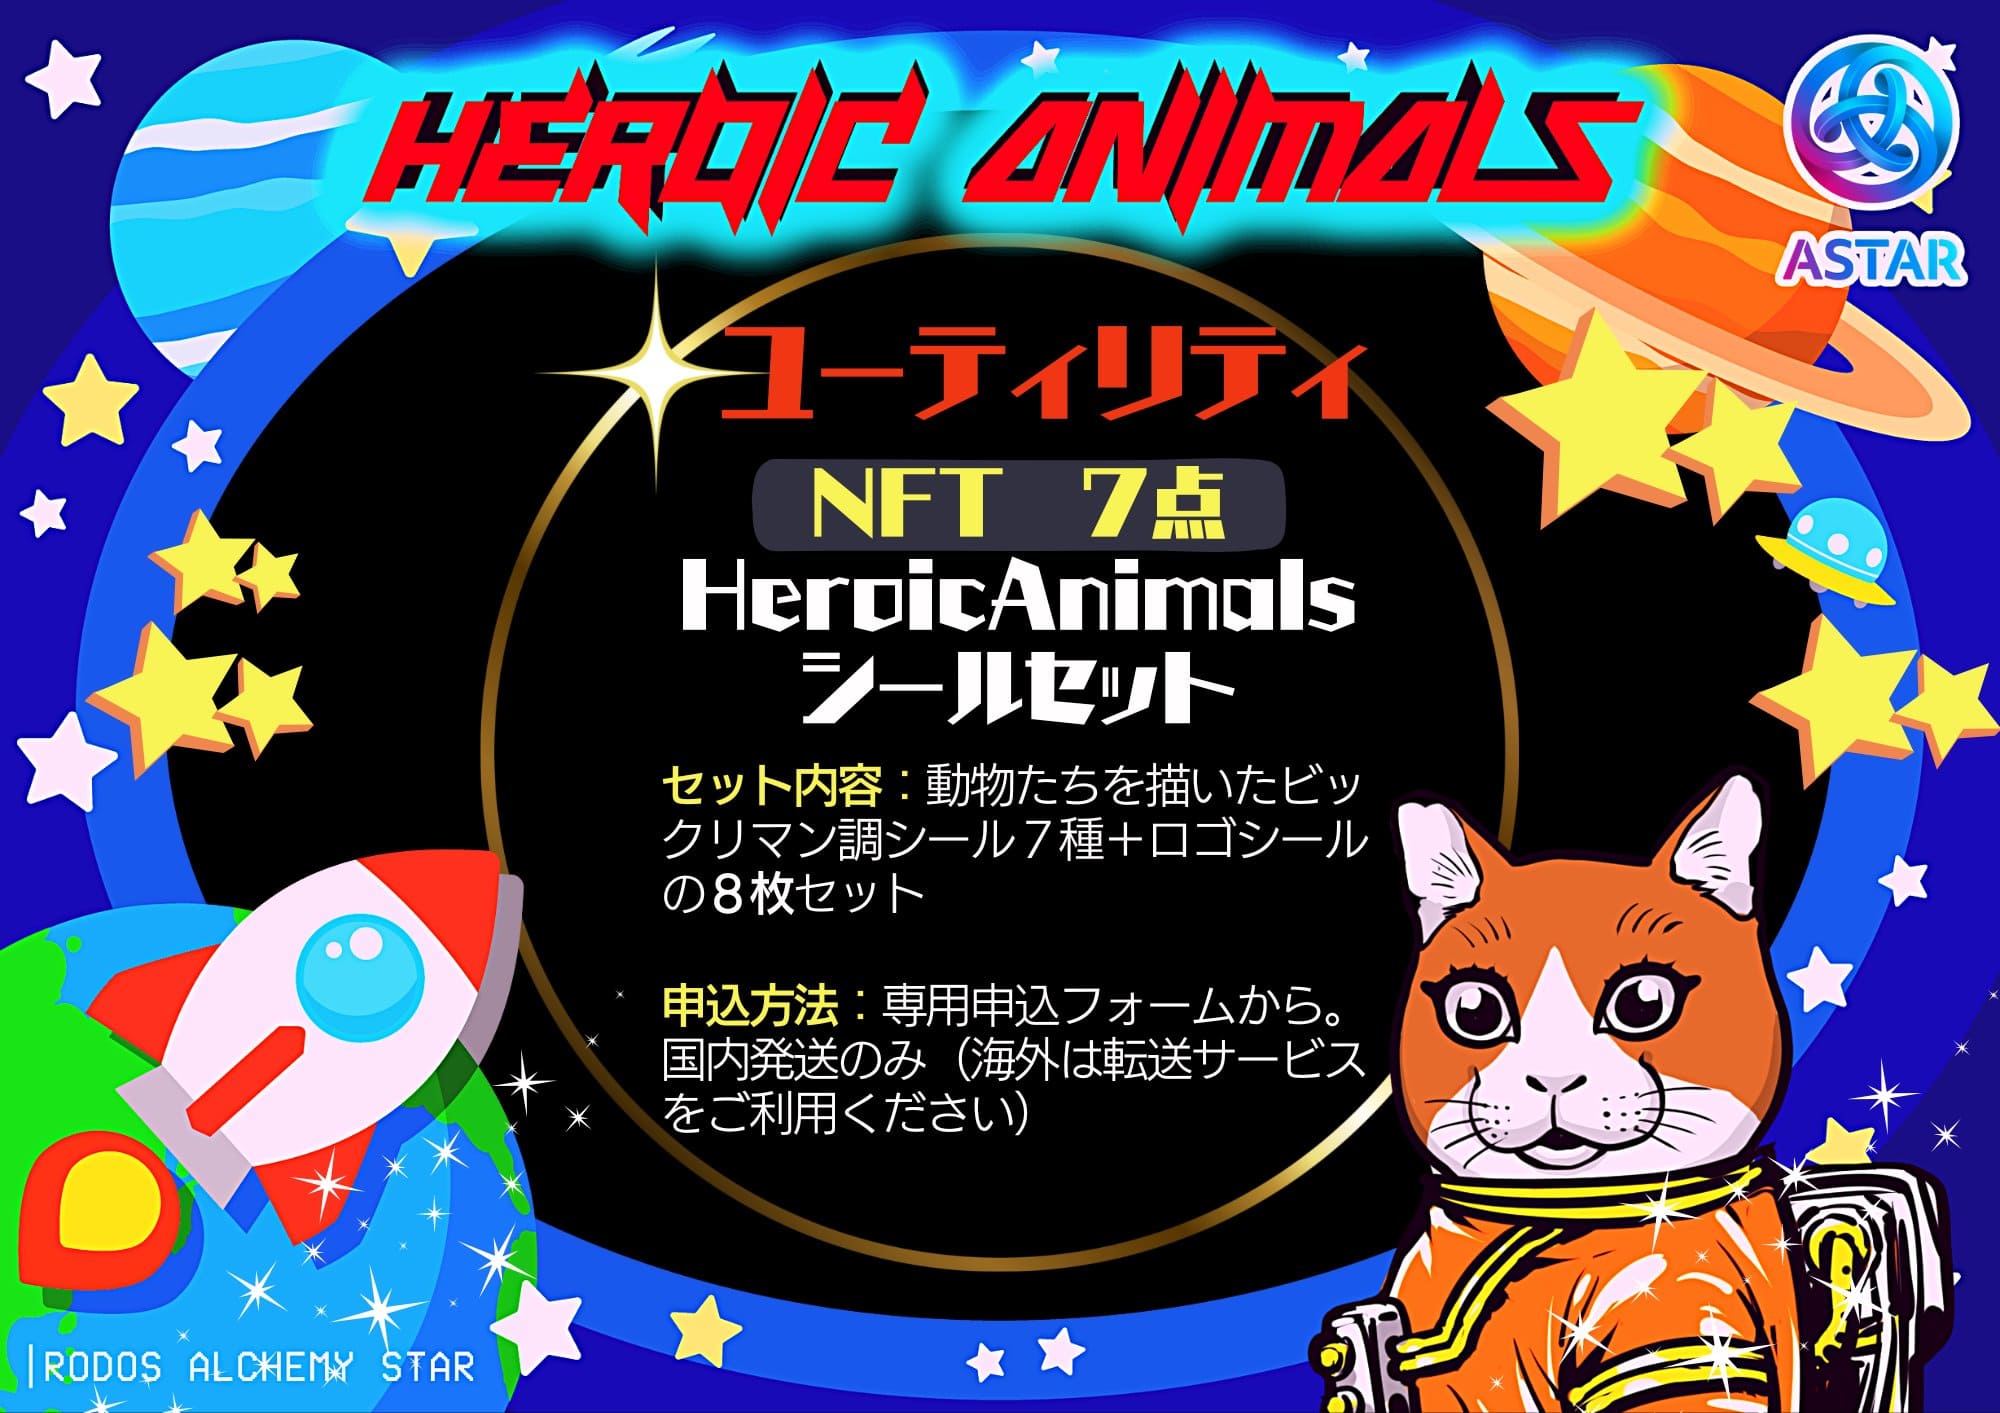 HEROIC ANIMALS
ASTAR
ユーティリティ
NFT　7点
HeroicAnimals
シールセット
セット内容：動物たちを描いたビッ
クリマン調シール７種＋ロゴシール
の８枚セット
申込方法：専用申込フォームから。
国内発送のみ（海外は転送サービス
をご利用ください）
|RODOS ALCHEMY STAR